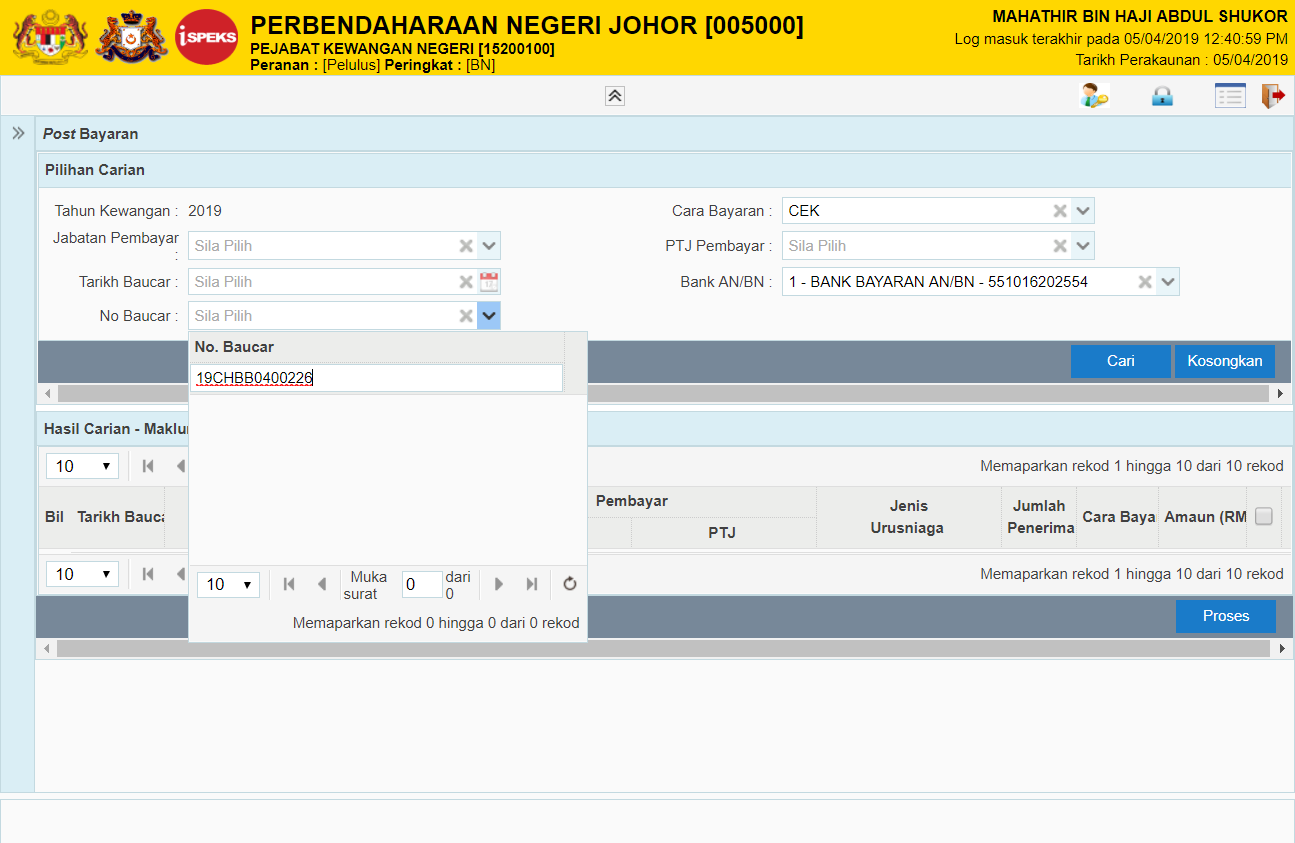 iSPEKS
PERBENDAHARAAN NEGERI JOHOR [005000]
PEJABAT KEWANGAN NEGERI [15200100]
Peranan : [Pelulus] Peringkat : [BN]
MAHATHIR BIN HAJI ABDUL SHUKOR
Log masuk terakhir pada 05/04/2019 12:40:59 PM
Tarikh Perakaunan : 05/04/2019
Post Bayaran
Pilihan Carian
Tahun Kewangan : 2019
Cara Bayaran : CEK
Jabatan Pembayar : Sila Pilih
PTJ Pembayar : Sila Pilih
Tarikh Baucar : Sila Pilih
Bank AN/BN : 1 - BANK BAYARAN AN/BN - 551016202554
No Baucar : Sila Pilih
No. Baucar
19CHBB0400226
Cari Kosongkan
Hasil Carian - Maklu
10
Memaparkan rekod 1 hingga 10 dari 10 rekod
Bil Tarikh Bauca
Pembayar
PTJ
Jenis
Urusniaga
Jumlah
Penerima
Cara Baya
Amaun (RM
10
Memaparkan rekod 1 hingga 10 dari 10 rekod
10 Muka surat 0 dari 0
Memaparkan rekod 0 hingga 0 dari 0 rekod
Proses